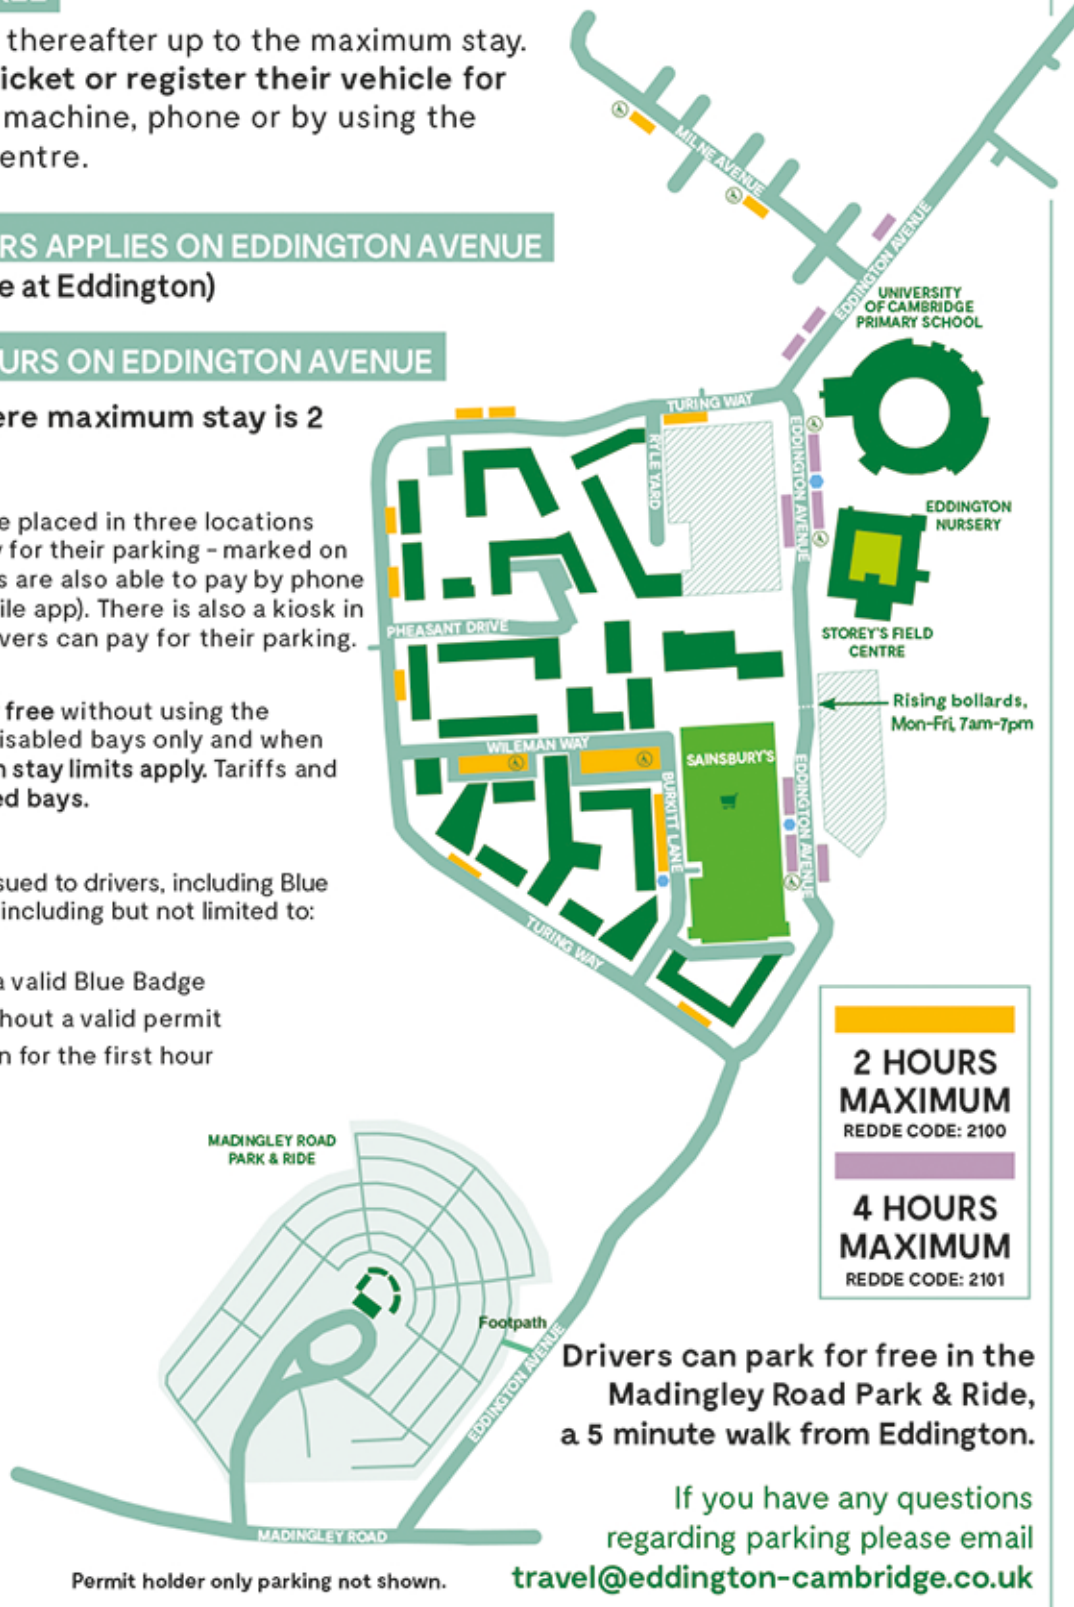 thereafter up to the maximum stay.
icket or register their vehicle for
machine, phone or by using the
entre.
RS APPLIES ON EDDINGTON AVENUE
e at Eddington)
URS ON EDDINGTON AVENUE
ere maximum stay is 2
e placed in three locations
y for their parking – marked on
s are also able to pay by phone
ile app). There is also a kiosk in
vers can pay for their parking.
free without using the
isabled bays only and when
n stay limits apply. Tariffs and
ed bays.
sued to drivers, including Blue
including but not limited to:
a valid Blue Badge
hout a valid permit
n for the first hour
MILNE AVENUE
EDDINGTON AVENUE
UNIVERSITY
OF CAMBRIDGE
PRIMARY SCHOOL
TURING WAY
RYLE YARD
EDDINGTON AVENUE
EDDINGTON
NURSERY
STOREY'S FIELD
CENTRE
PHEASANT DRIVE
Rising bollards,
Mon-Fri, 7am-7pm
WILEMAN WAY
SAINSBURY'S
BURKITT LANE
EDDINGTON AVENUE
TURING WAY
2 HOURS
MAXIMUM
REDDE CODE: 2100
4 HOURS
MAXIMUM
REDDE CODE: 2101
MADINGLEY ROAD
PARK & RIDE
Footpath
EDDINGTON AVENUE
Drivers can park for free in the
Madingley Road Park & Ride,
a 5 minute walk from Eddington.
If you have any questions
regarding parking please email
travel@eddington-cambridge.co.uk
MADINGLEY ROAD
Permit holder only parking not shown.